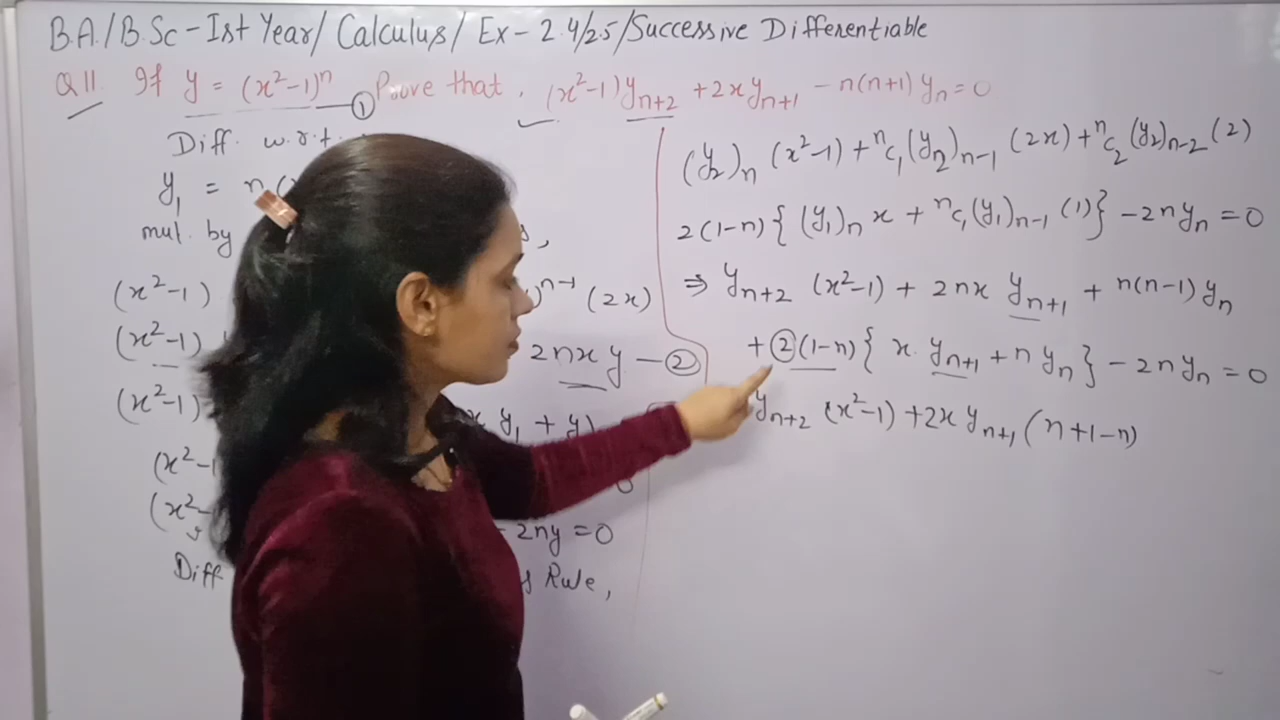 B.A./B.Sc-Ist Year/ Calculus/ Ex-2.4/2.5/Successive Differentiable
Q11. If y = (x²-1)ⁿ —① Prove that, (x²-1)yₙ₊₂ +2xyₙ₊₁ -n(n+1)yₙ=0
Diff. w.r.t
y₁ = n
mul. by
(x²-1) ⁿ⁻¹ (2x)
(x²-1) 2nxy —②
(x²-1) x y₁ + y)
(x²-1 0
(x²- - 2ny=0
Diff Rule,
(y₂)ₙ (x²-1) + ⁿc₁(y₂)ₙ₋₁ (2x)+ⁿc₂(y₂)ₙ₋₂(2)
2(1-n){(y₁)ₙ x + ⁿc₁(y₁)ₙ₋₁ (1)} -2nyₙ=0
⇒ yₙ₊₂ (x²-1) + 2nx yₙ₊₁ + n(n-1)yₙ
+②(1-n){ x. yₙ₊₁ + n yₙ} - 2nyₙ=0
yₙ₊₂ (x²-1) +2x yₙ₊₁(n+1-n)